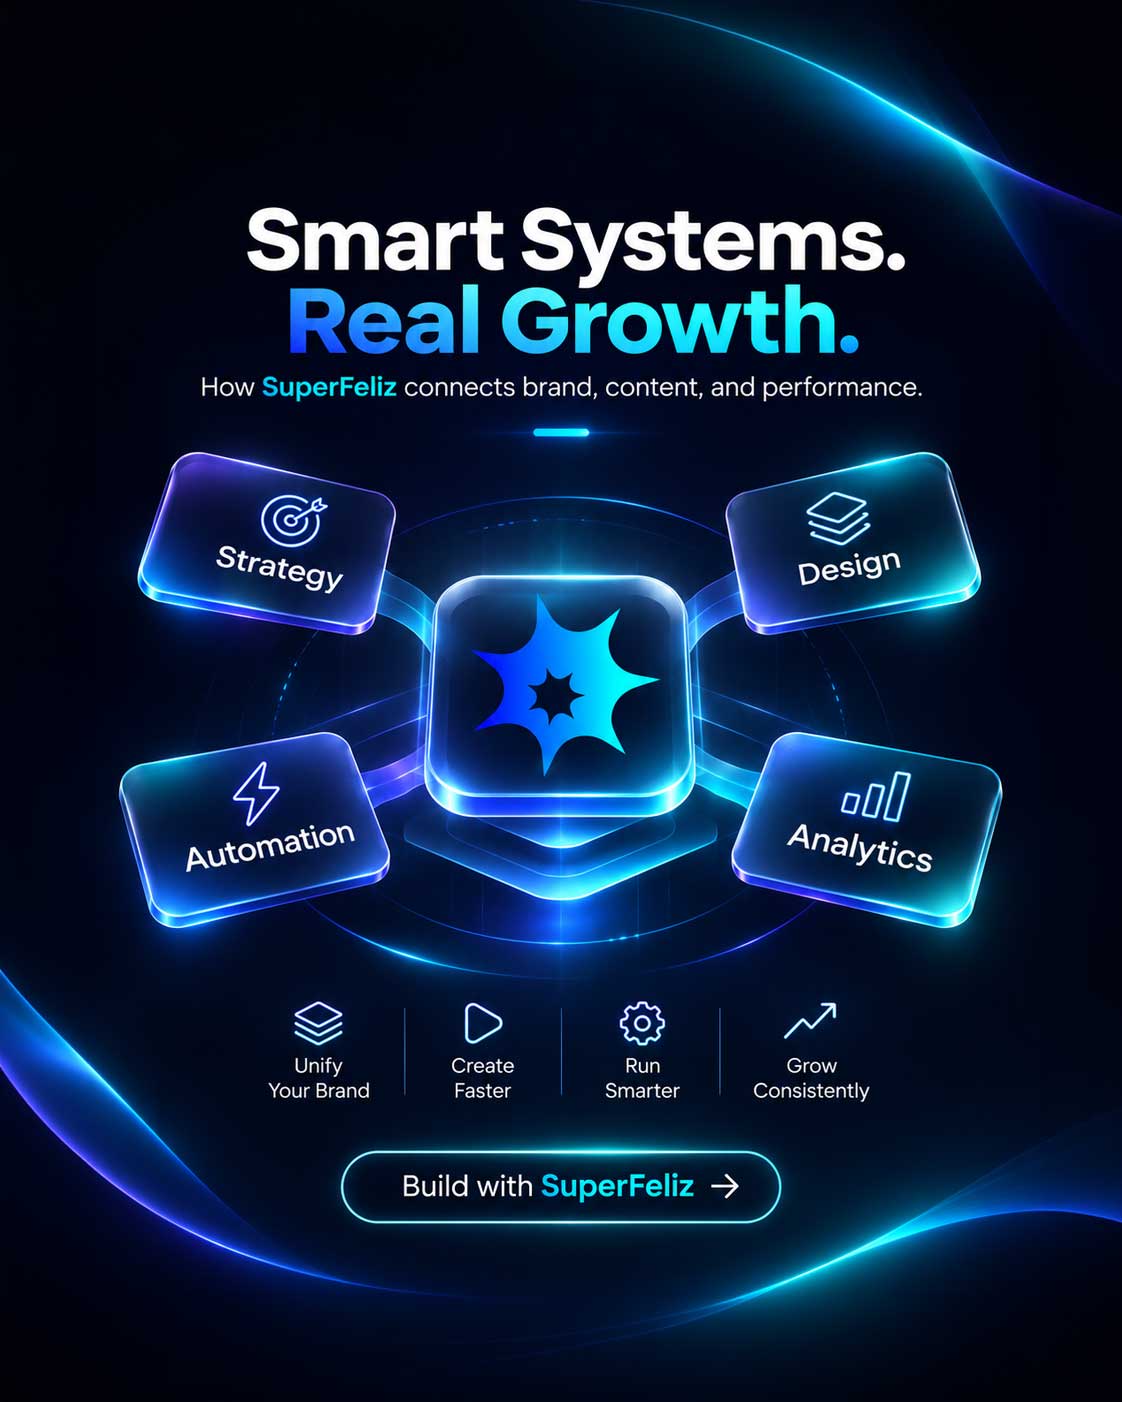 Smart Systems.
Real Growth.
How SuperFeliz connects brand, content, and performance.
Strategy
Design
Automation
Analytics
Unify
Your Brand
Create
Faster
Run
Smarter
Grow
Consistently
Build with SuperFeliz →